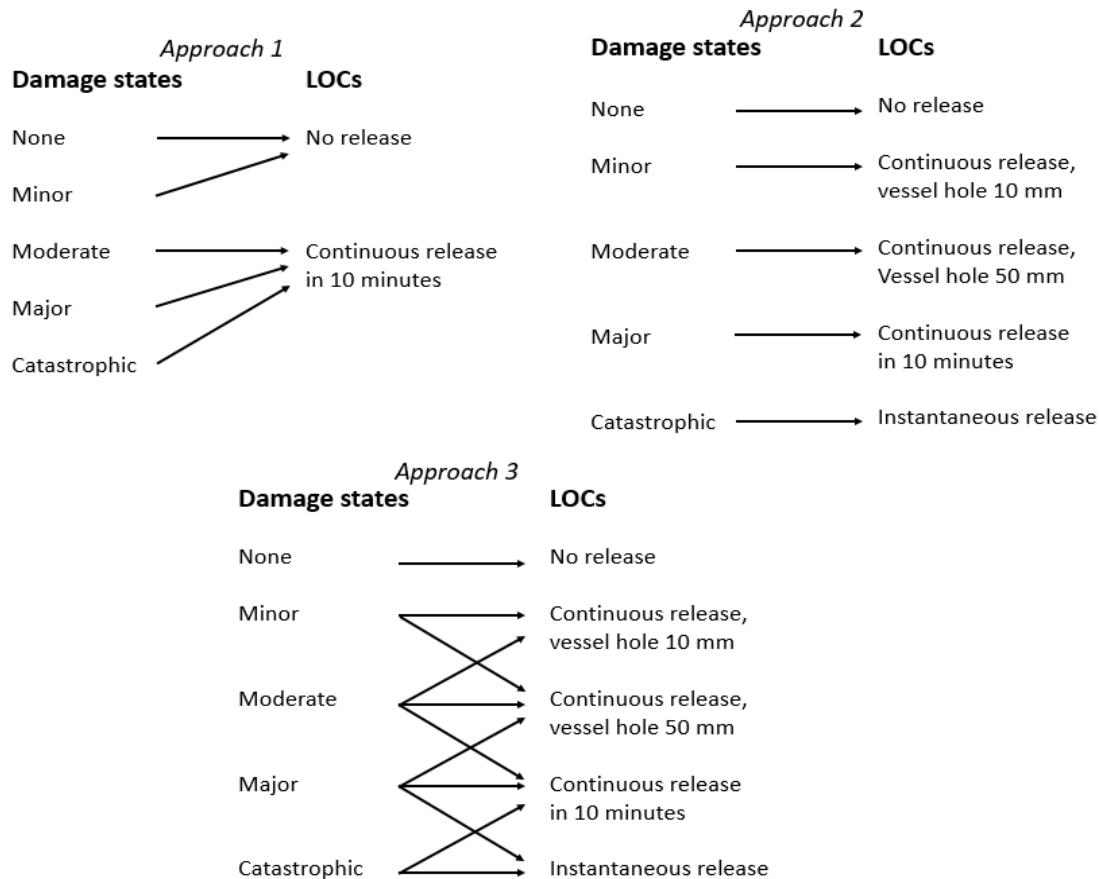 Approach 1
Damage states LOCs
None No release
Minor
Moderate Continuous release
in 10 minutes
Major
Catastrophic
Approach 2
Damage states LOCs
None No release
Minor Continuous release,
vessel hole 10 mm
Moderate Continuous release,
Vessel hole 50 mm
Major Continuous release
in 10 minutes
Catastrophic Instantaneous release
Approach 3
Damage states LOCs
None No release
Minor Continuous release,
vessel hole 10 mm
Moderate Continuous release,
vessel hole 50 mm
Major Continuous release
in 10 minutes
Catastrophic Instantaneous release